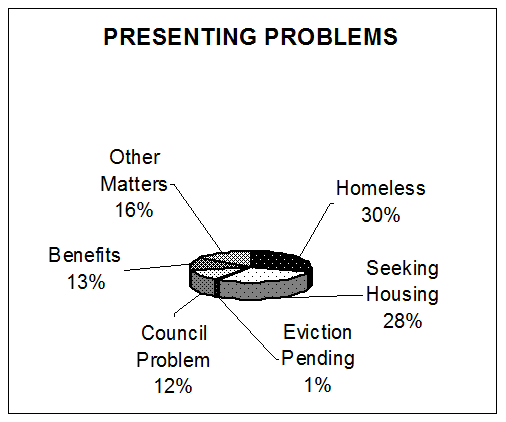 PRESENTING PROBLEMS
Other
Matters
16%
Homeless
30%
Benefits
13%
Seeking
Housing
28%
Council
Problem
12%
Eviction
Pending
1%